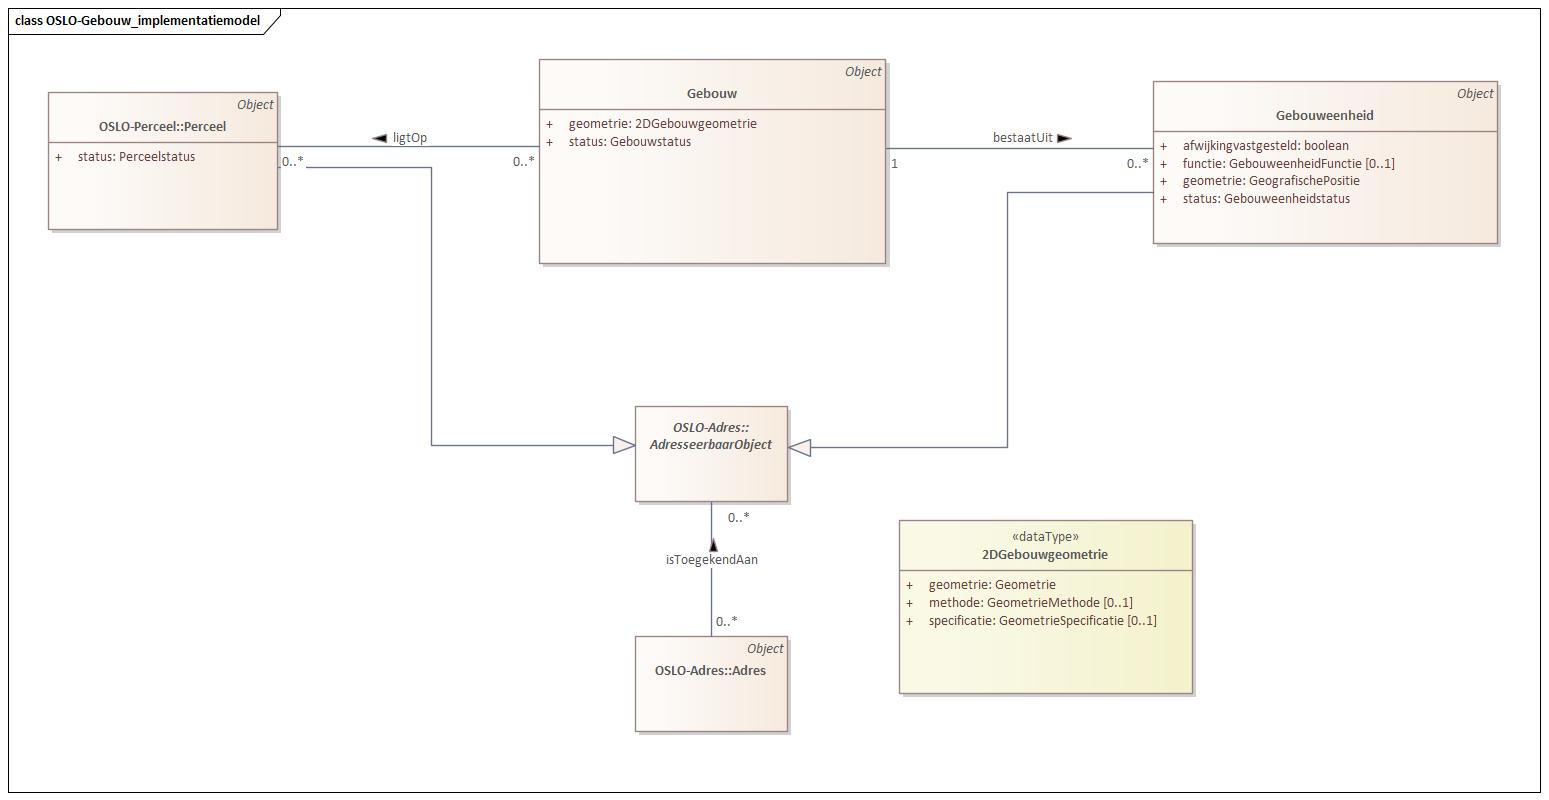 class OSLO-Gebouw_implementatiemodel
Object
OSLO-Perceel::Perceel
+ status: Perceelstatus
0..*
ligtOp
0..*
Object
Gebouw
+ geometrie: 2DGebouwgeometrie
+ status: Gebouwstatus
1
bestaatUit
0..*
Object
Gebouweenheid
+ afwijkingvastgesteld: boolean
+ functie: GebouweenheidFunctie [0..1]
+ geometrie: GeografischePositie
+ status: Gebouweenheidstatus
OSLO-Adres::
AdresseerbaarObject
0..*
isToegekendAan
0..*
Object
OSLO-Adres::Adres
«dataType»
2DGebouwgeometrie
+ geometrie: Geometrie
+ methode: GeometrieMethode [0..1]
+ specificatie: GeometrieSpecificatie [0..1]